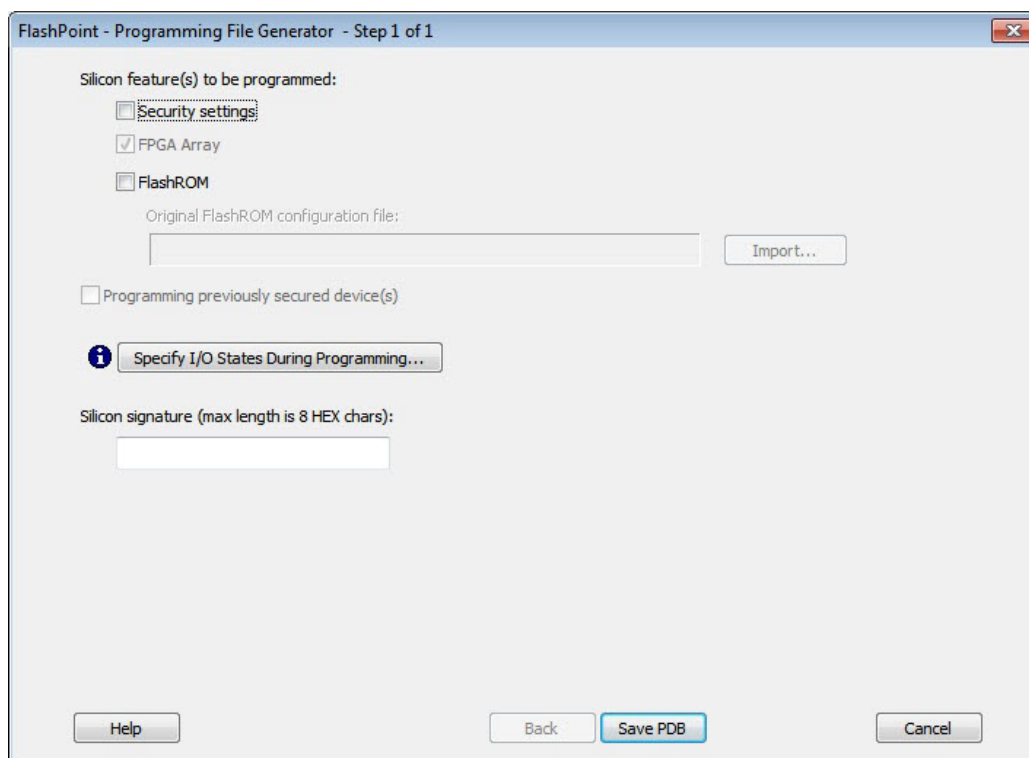 FlashPoint - Programming File Generator - Step 1 of 1
Silicon feature(s) to be programmed:
Security settings
FPGA Array
FlashROM
Original FlashROM configuration file:
Import...
Programming previously secured device(s)
Specify I/O States During Programming...
Silicon signature (max length is 8 HEX chars):
Help Back Save PDB Cancel